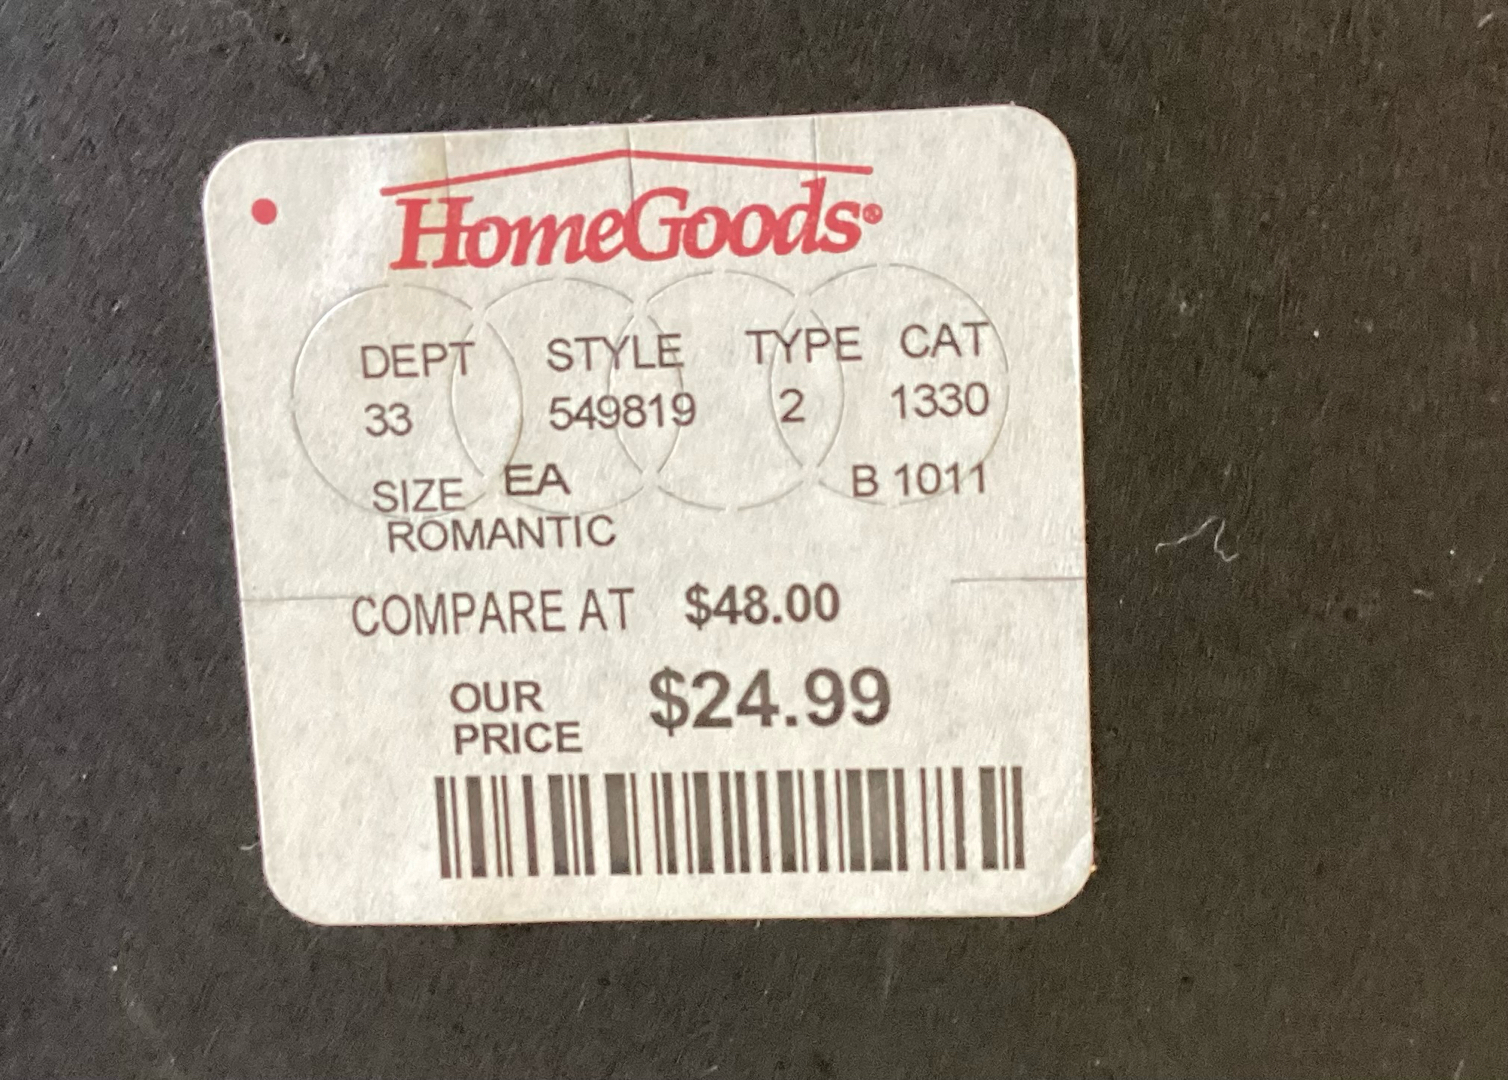 HomeGoods®
DEPT STYLE TYPE CAT
33 549819 2 1330
SIZE EA B 1011
ROMANTIC
COMPARE AT $48.00
OUR
PRICE $24.99